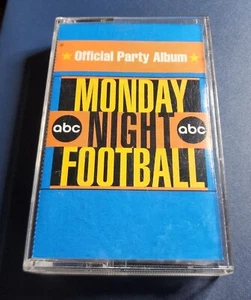 Official Party Album
MONDAY
abc NIGHT abc
FOOTBALL